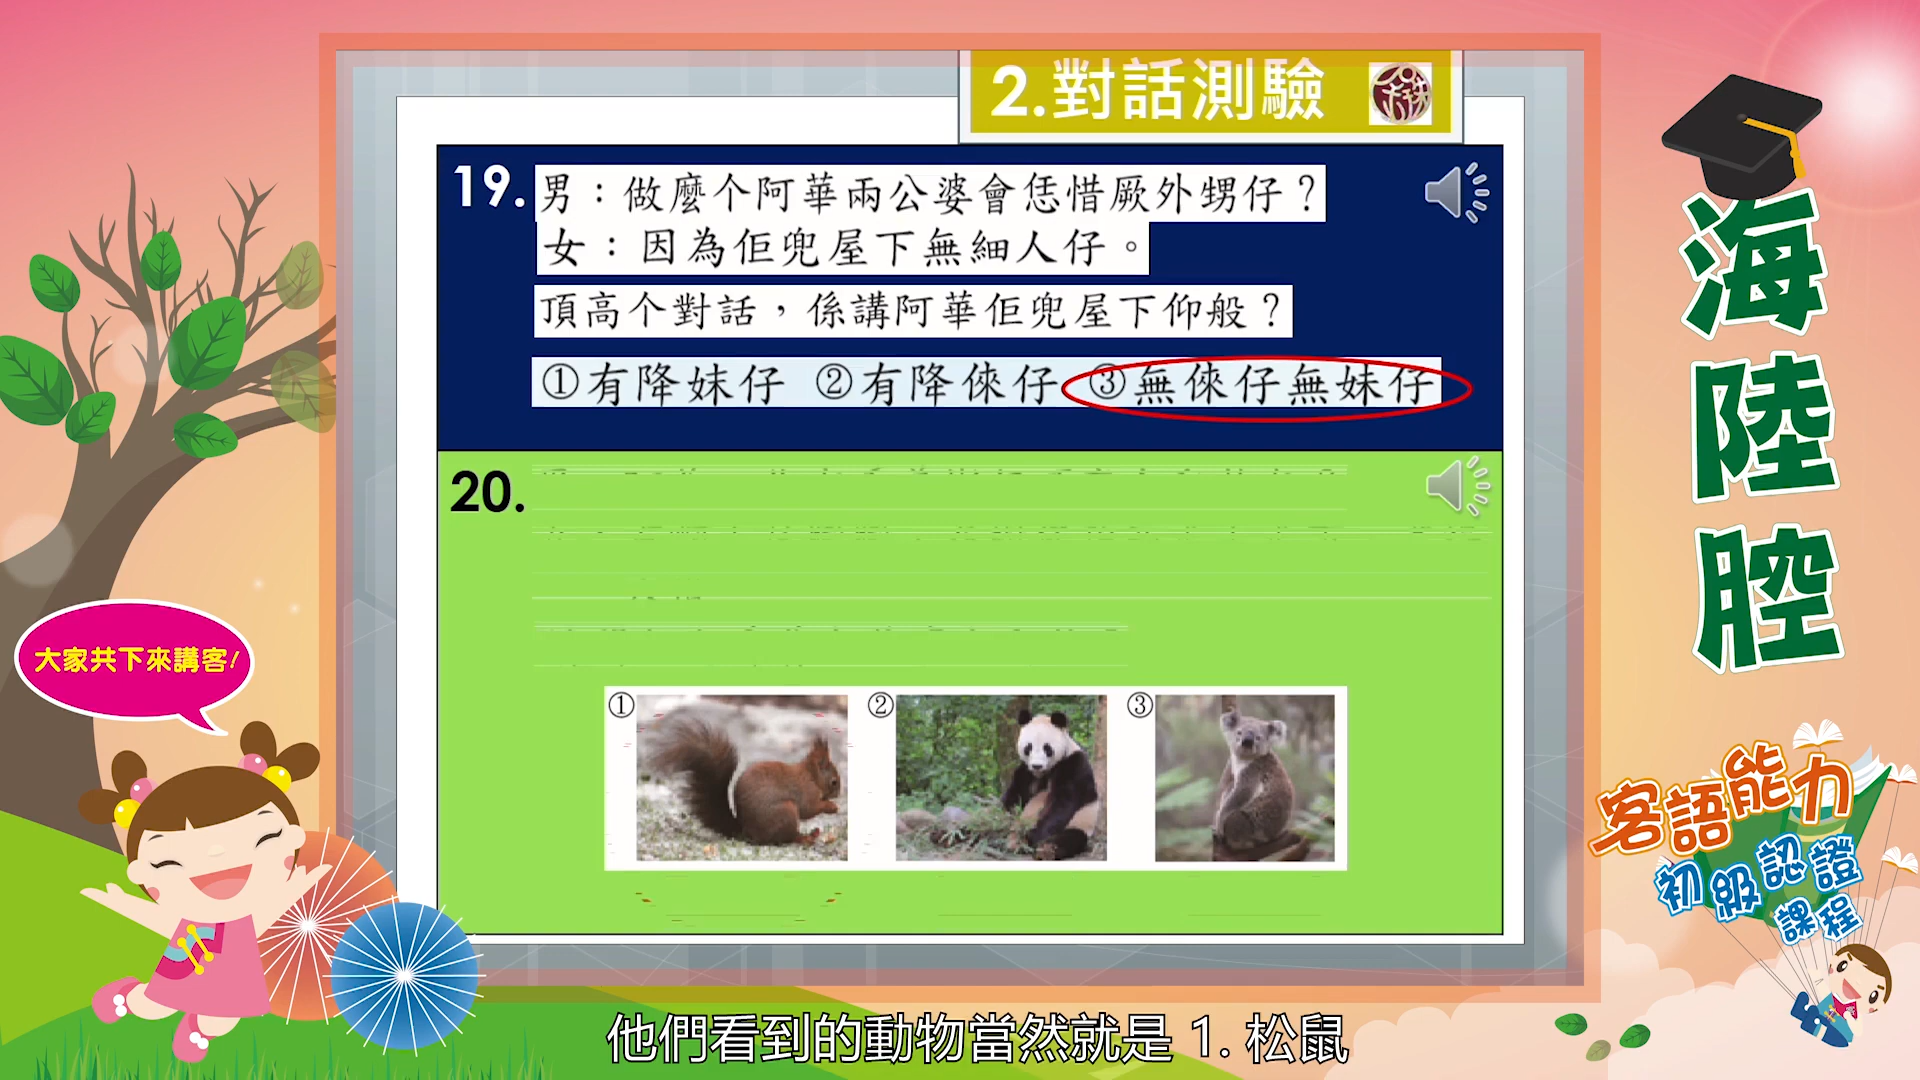 2.對話測驗
19.
男：做麼个阿華兩公婆會恁惜厥外甥仔？
女：因為佢兜屋下無細人仔。
頂高个對話，係講阿華佢兜屋下仰般？
①有降妹仔 ②有降倈仔 ③無倈仔無妹仔
20.
① ② ③
大家共下來講客！
海陸腔
客語能力
初級認證
課程
他們看到的動物當然就是 1. 松鼠